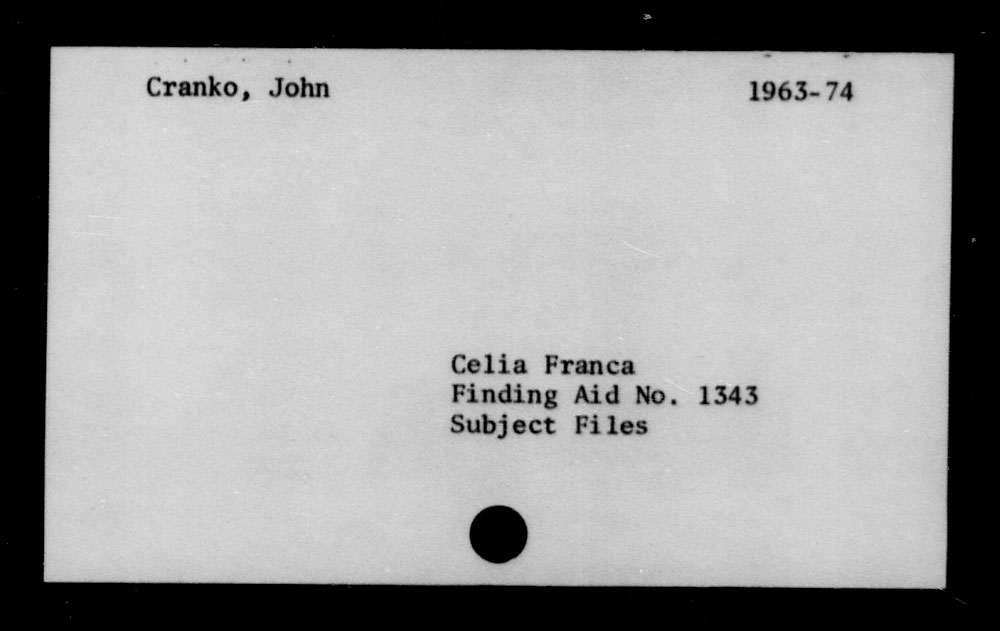 Cranko, John 1963-74
Celia Franca
Finding Aid No. 1343
Subject Files